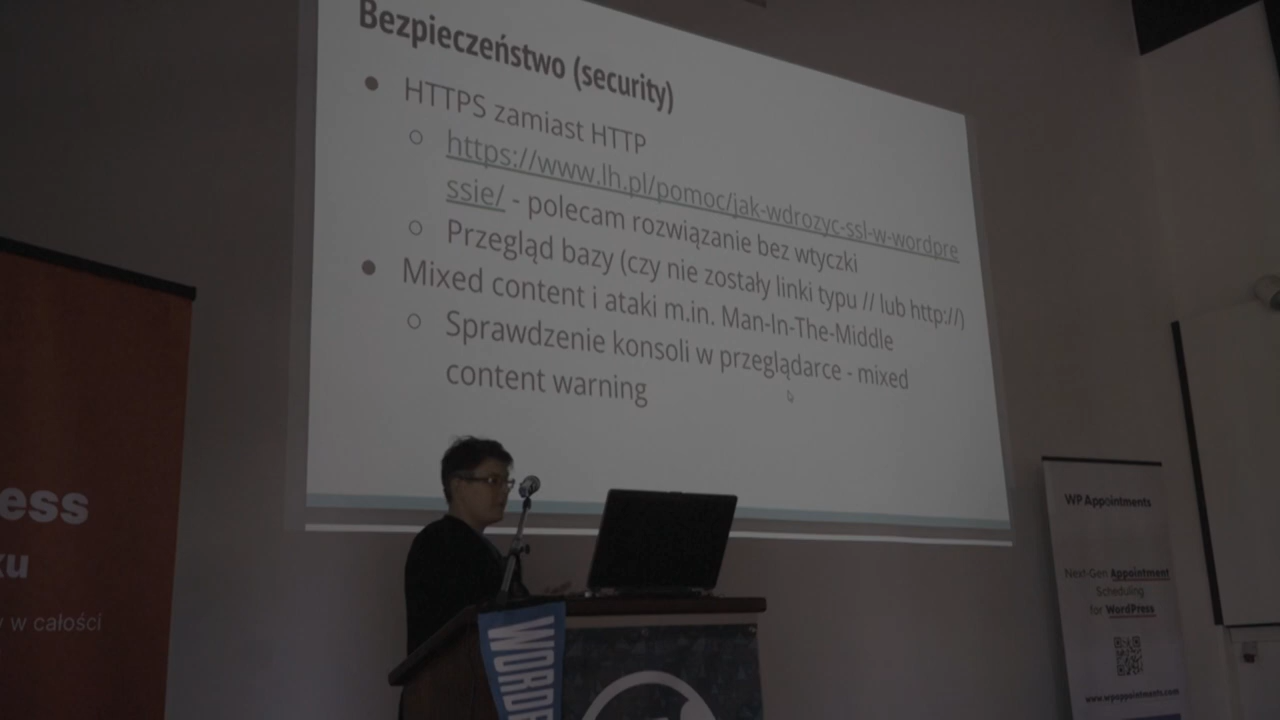 Bezpieczeństwo (security)
● HTTPS zamiast HTTP
○ https://www.lh.pl/pomoc/jak-wdrozyc-ssl-w-wordpre
ssie/ - polecam rozwiązanie bez wtyczki
○ Przegląd bazy (czy nie zostały linki typu // lub http://)
● Mixed content i ataki m.in. Man-In-The-Middle
○ Sprawdzenie konsoli w przeglądarce - mixed
content warning
ess
ku
w całości
WORDP
WP Appointments
Next-Gen Appointment
Scheduling
for WordPress
www.wpappointments.com